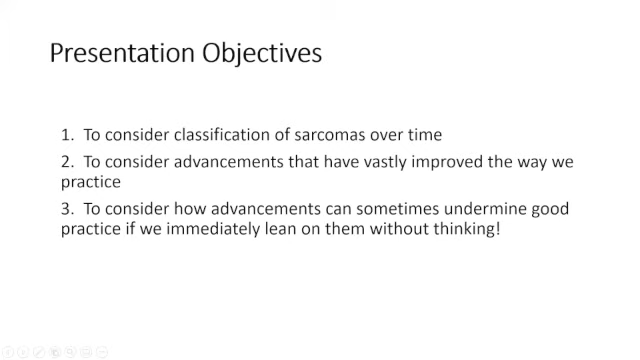 Presentation Objectives
1. To consider classification of sarcomas over time
2. To consider advancements that have vastly improved the way we
practice
3. To consider how advancements can sometimes undermine good
practice if we immediately lean on them without thinking!